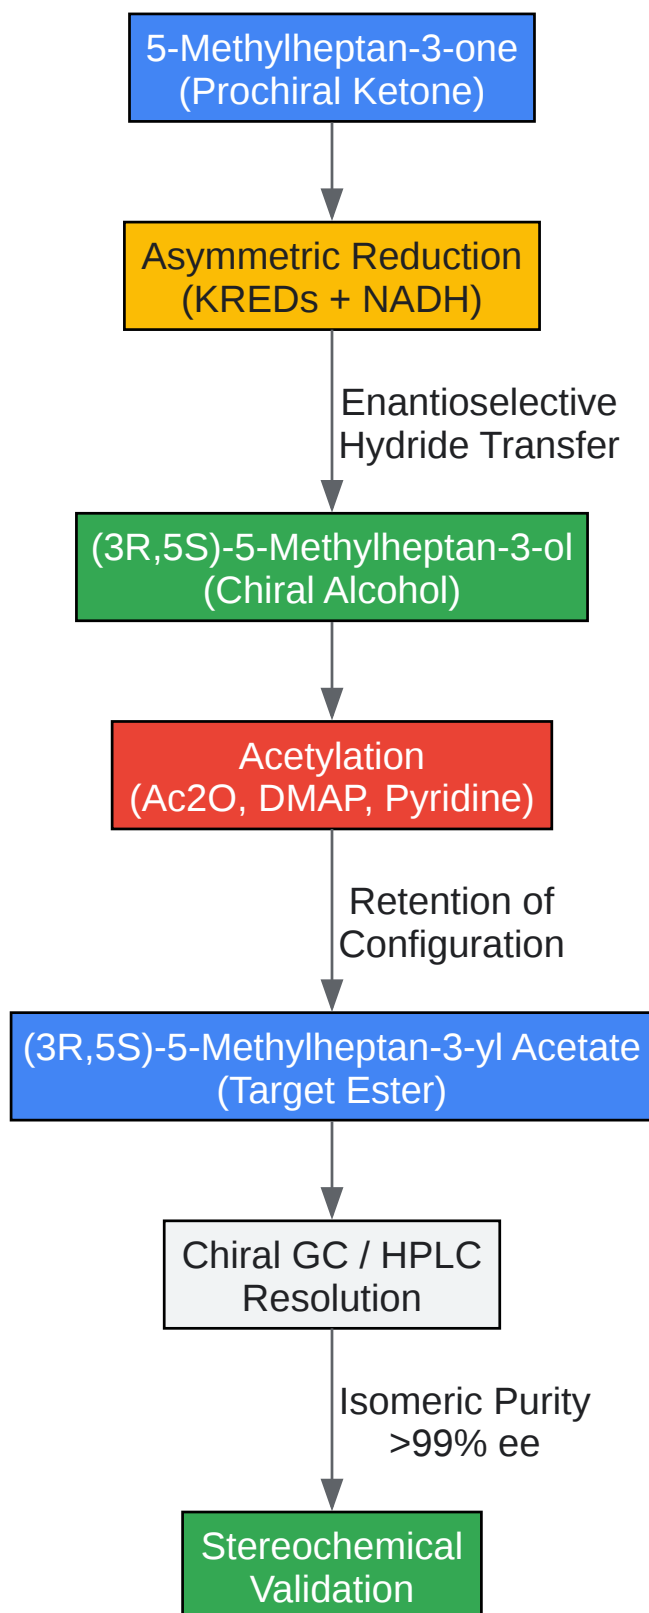 5-Methylheptan-3-one
(Prochiral Ketone)
Asymmetric Reduction
(KREDs + NADH)
Enantioselective
Hydride Transfer
(3R,5S)-5-Methylheptan-3-ol
(Chiral Alcohol)
Acetylation
(Ac2O, DMAP, Pyridine)
Retention of
Configuration
(3R,5S)-5-Methylheptan-3-yl Acetate
(Target Ester)
Chiral GC / HPLC
Resolution
Isomeric Purity
>99% ee
Stereochemical
Validation